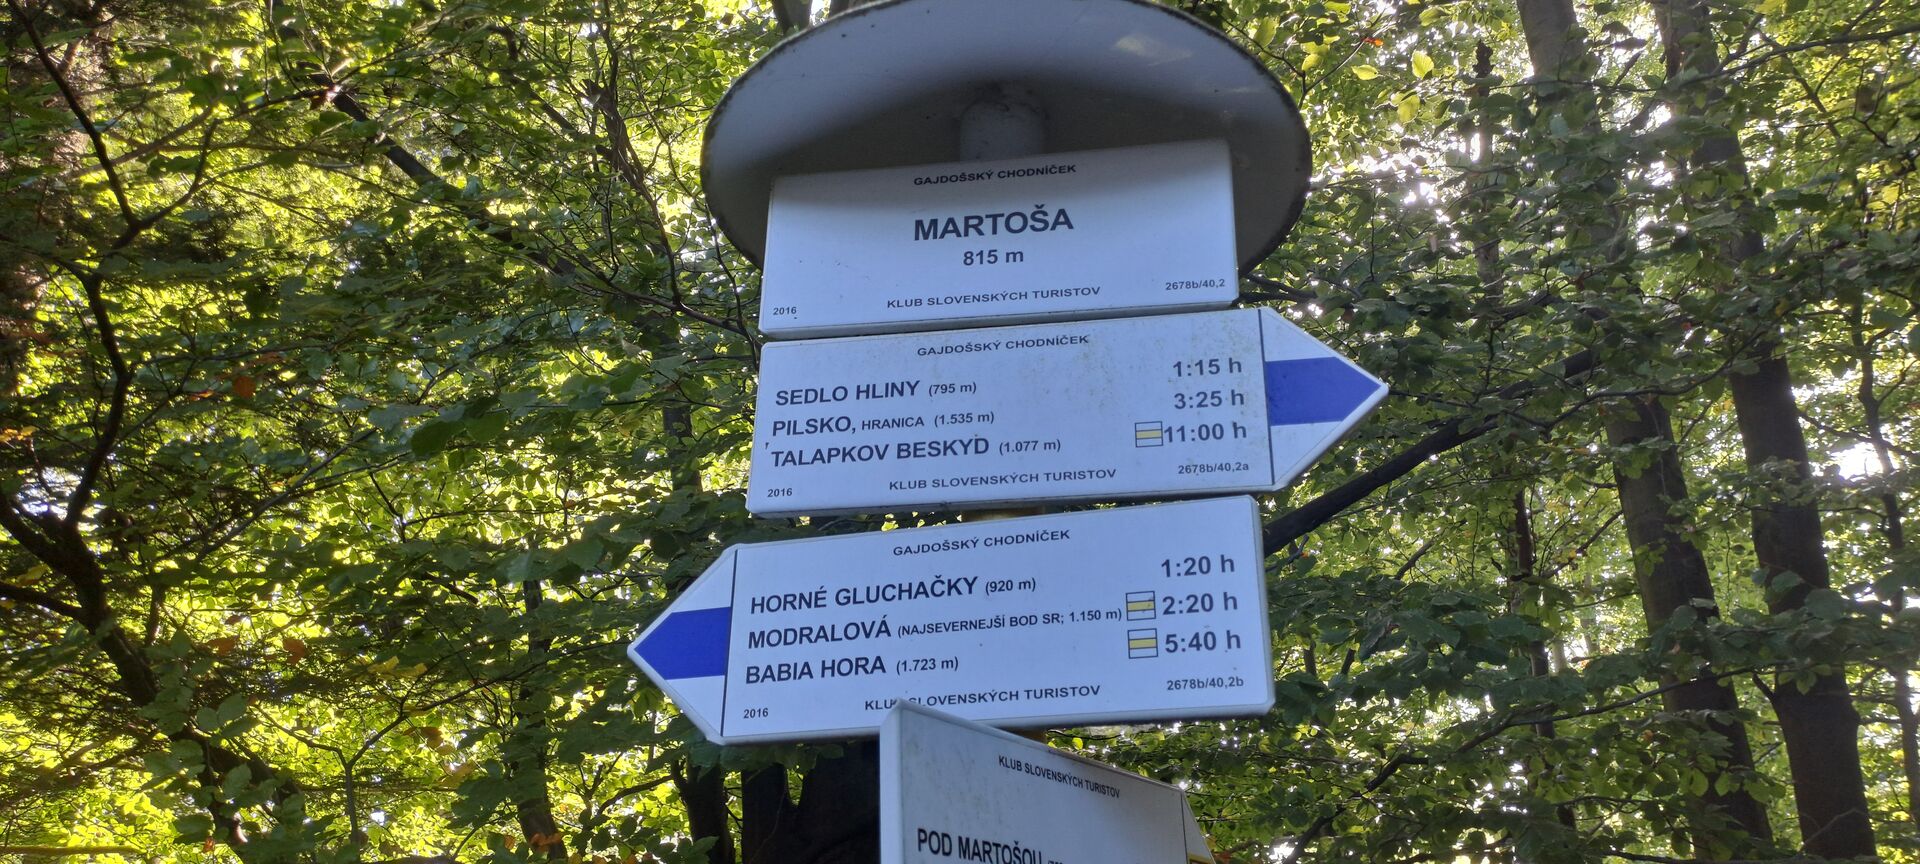 GAJDOŠSKÝ CHODNÍČEK
MARTOŠA
815 m
2016 KLUB SLOVENSKÝCH TURISTOV 2678b/40,2
GAJDOŠSKÝ CHODNÍČEK
SEDLO HLINY (795 m) 1:15 h
PILSKO, HRANICA (1.535 m) 3:25 h
TALAPKOV BESKYD (1.077 m) 11:00 h
2016 KLUB SLOVENSKÝCH TURISTOV 2678b/40,2a
GAJDOŠSKÝ CHODNÍČEK
HORNÉ GLUCHAČKY (920 m) 1:20 h
MODRALOVÁ (NAJSEVERNEJŠÍ BOD SR; 1.150 m) 2:20 h
BABIA HORA (1.723 m) 5:40 h
2016 KLUB SLOVENSKÝCH TURISTOV 2678b/40,2b
KLUB SLOVENSKÝCH TURISTOV
POD MARTOŠOU